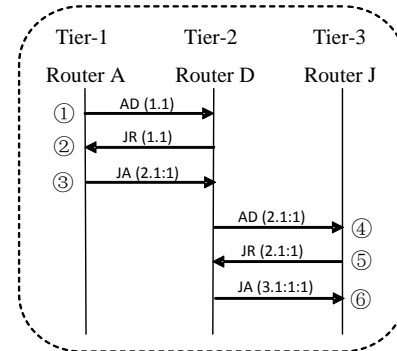 Tier-1 Tier-2 Tier-3
Router A Router D Router J
① AD (1.1)
② JR (1.1)
③ JA (2.1:1)
AD (2.1:1) ④
JR (2.1:1) ⑤
JA (3.1:1:1) ⑥